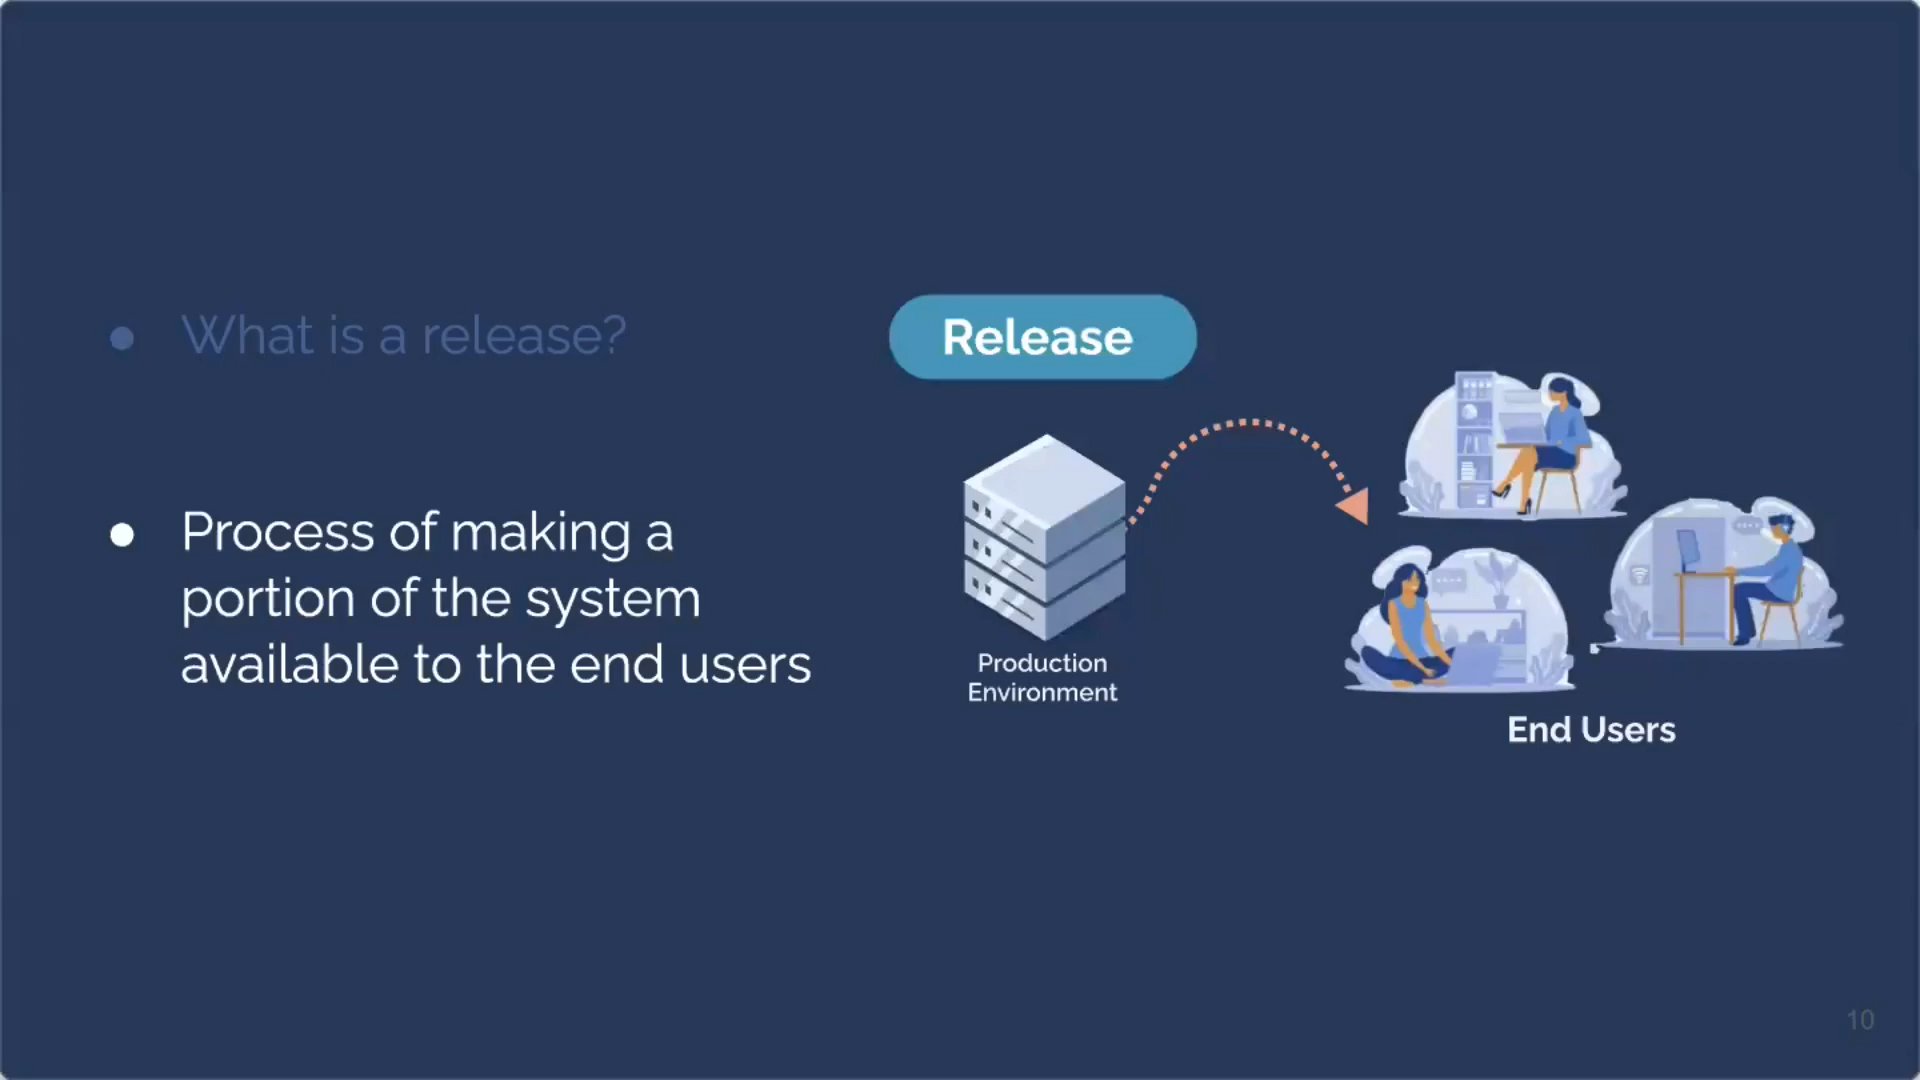 What is a release?
Process of making a
portion of the system
available to the end users
Release
Production
Environment
End Users
10